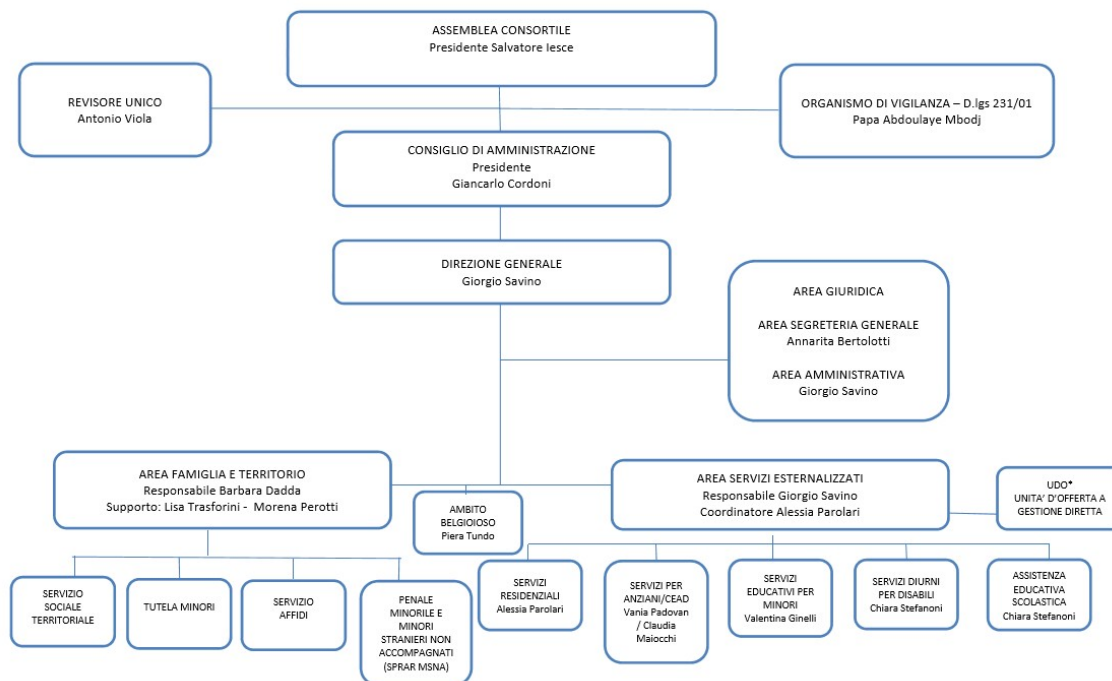 ASSEMBLEA CONSORTILE
Presidente Salvatore Iesce
REVISORE UNICO
Antonio Viola
ORGANISMO DI VIGILANZA – D.lgs 231/01
Papa Abdoulaye Mbodj
CONSIGLIO DI AMMINISTRAZIONE
Presidente
Giancarlo Cordoni
DIREZIONE GENERALE
Giorgio Savino
AREA GIURIDICA
AREA SEGRETERIA GENERALE
Annarita Bertolotti
AREA AMMINISTRATIVA
Giorgio Savino
AREA FAMIGLIA E TERRITORIO
Responsabile Barbara Dadda
Supporto: Lisa Trasforini - Morena Perotti
AMBITO
BELGIOIOSO
Piera Tundo
AREA SERVIZI ESTERNALIZZATI
Responsabile Giorgio Savino
Coordinatore Alessia Parolari
UDO*
UNITA' D'OFFERTA A
GESTIONE DIRETTA
SERVIZIO
SOCIALE
TERRITORIALE
TUTELA MINORI
SERVIZIO
AFFIDI
PENALE
MINORILE E
MINORI
STRANIERI NON
ACCOMPAGNATI
(SPRAR MSNA)
SERVIZI
RESIDENZIALI
Alessia Parolari
SERVIZI PER
ANZIANI/CEAD
Vania Padovan
/ Claudia
Maiocchi
SERVIZI
EDUCATIVI PER
MINORI
Valentina Ginelli
SERVIZI DIURNI
PER DISABILI
Chiara Stefanoni
ASSISTENZA
EDUCATIVA
SCOLASTICA
Chiara Stefanoni